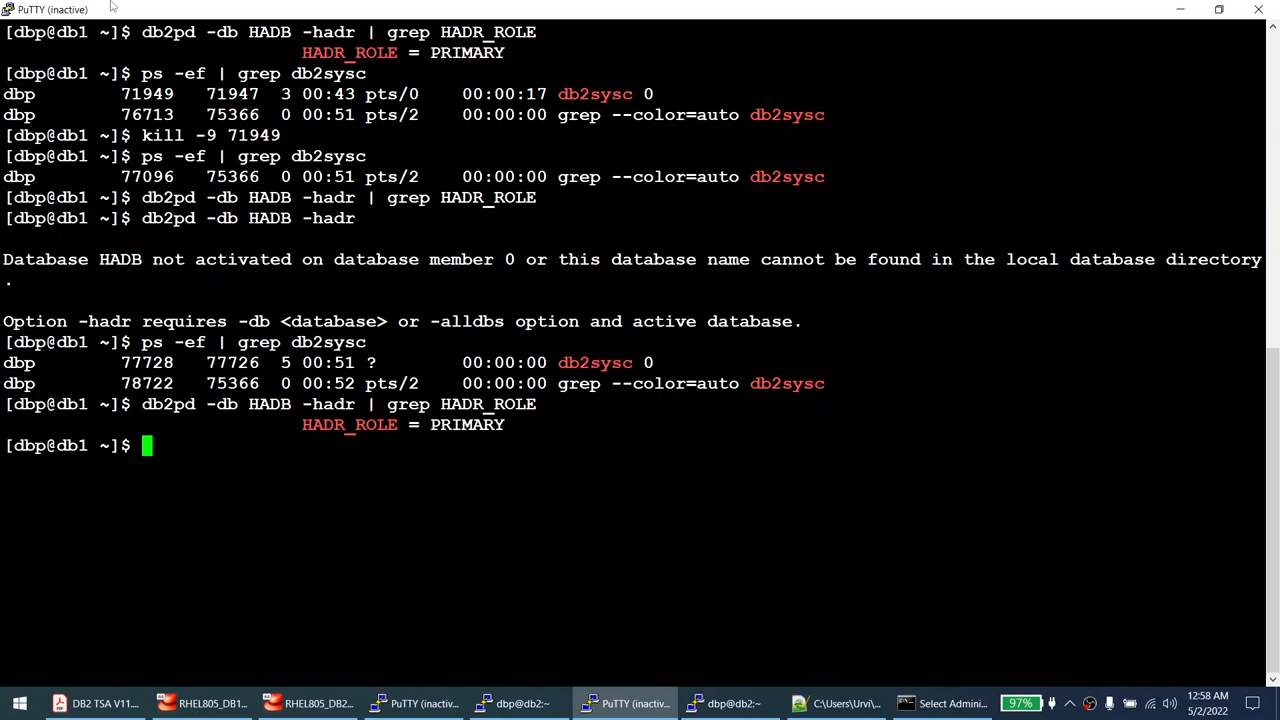 PuTTY (inactive)
[dbp@db1 ~]$ db2pd -db HADB -hadr | grep HADR_ROLE
HADR_ROLE = PRIMARY
[dbp@db1 ~]$ ps -ef | grep db2sysc
dbp 71949 71947 3 00:43 pts/0 00:00:17 db2sysc 0
dbp 76713 75366 0 00:51 pts/2 00:00:00 grep --color=auto db2sysc
[dbp@db1 ~]$ kill -9 71949
[dbp@db1 ~]$ ps -ef | grep db2sysc
dbp 77096 75366 0 00:51 pts/2 00:00:00 grep --color=auto db2sysc
[dbp@db1 ~]$ db2pd -db HADB -hadr | grep HADR_ROLE
[dbp@db1 ~]$ db2pd -db HADB -hadr
Database HADB not activated on database member 0 or this database name cannot be found in the local database directory
.
Option -hadr requires -db <database> or -alldbs option and active database.
[dbp@db1 ~]$ ps -ef | grep db2sysc
dbp 77728 77726 5 00:51 ? 00:00:00 db2sysc 0
dbp 78722 75366 0 00:52 pts/2 00:00:00 grep --color=auto db2sysc
[dbp@db1 ~]$ db2pd -db HADB -hadr | grep HADR_ROLE
HADR_ROLE = PRIMARY
[dbp@db1 ~]$
DB2 TSA V11.... RHEL805_DB1... RHEL805_DB2... PuTTY (inactiv... dbp@db2:~ PuTTY (inactiv... dbp@db2:~ C:\Users\Urvi\... Select Admini... 97% 12:58 AM
5/2/2022